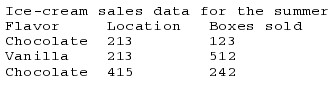 Ice-cream sales data for the summer
Flavor Location Boxes sold
Chocolate 213 123
Vanilla 213 512
Chocolate 415 242